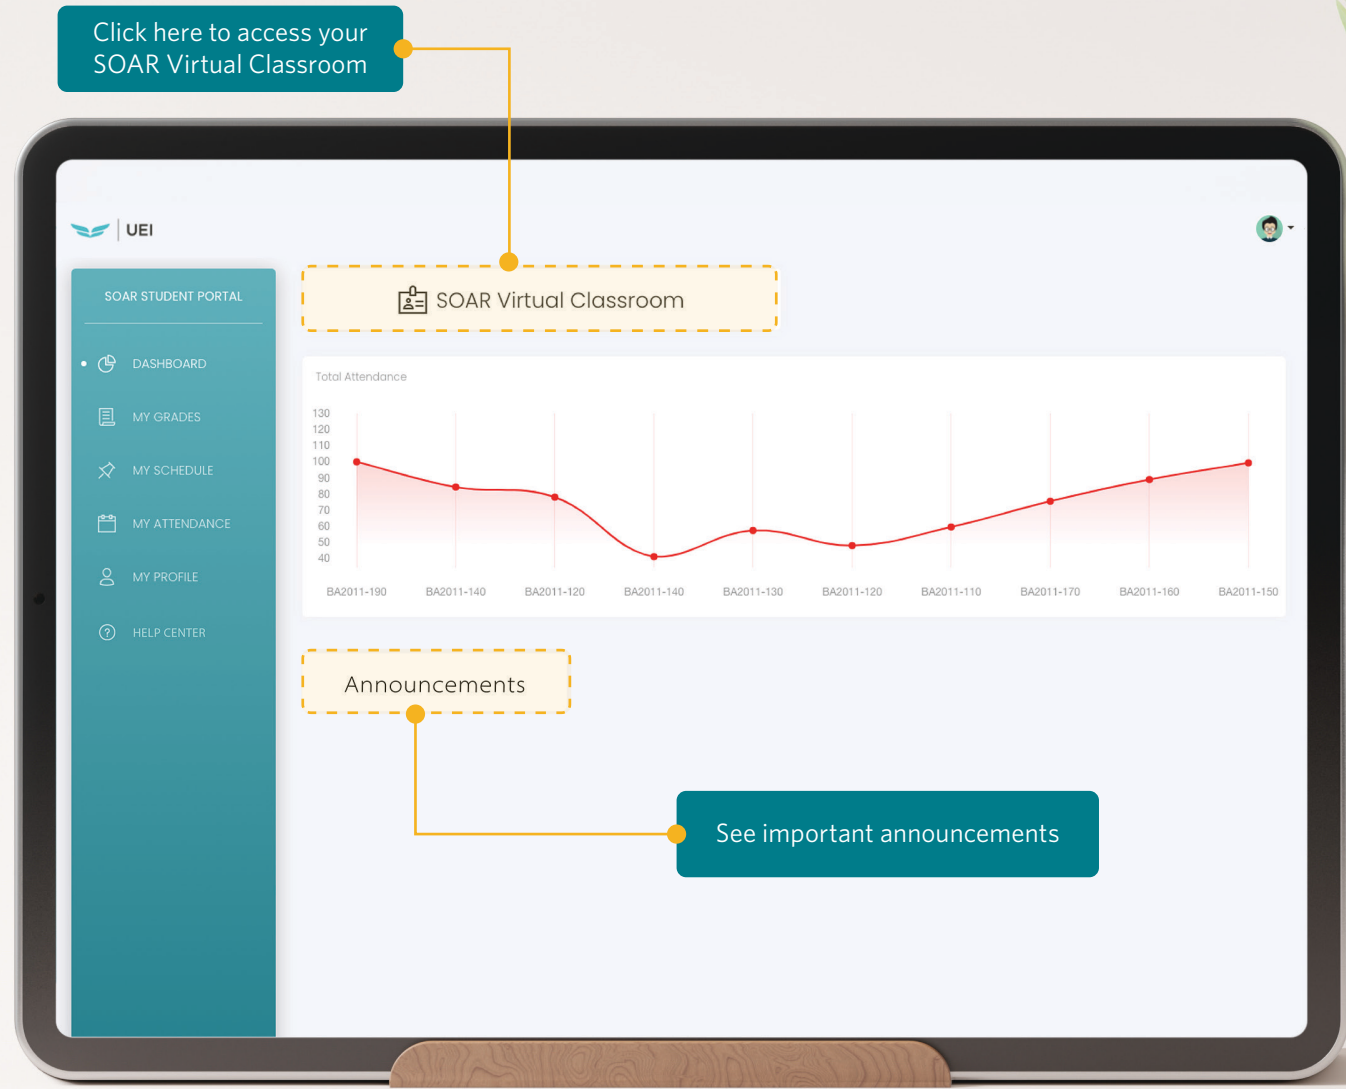 Click here to access your
SOAR Virtual Classroom
UEI
SOAR STUDENT PORTAL
DASHBOARD
MY GRADES
MY SCHEDULE
MY ATTENDANCE
MY PROFILE
HELP CENTER
SOAR Virtual Classroom
Total Attendance
130
120
110
100
90
80
70
60
50
40
BA2011-190 BA2011-140 BA2011-120 BA2011-140 BA2011-130 BA2011-120 BA2011-110 BA2011-170 BA2011-160 BA2011-150
Announcements
See important announcements